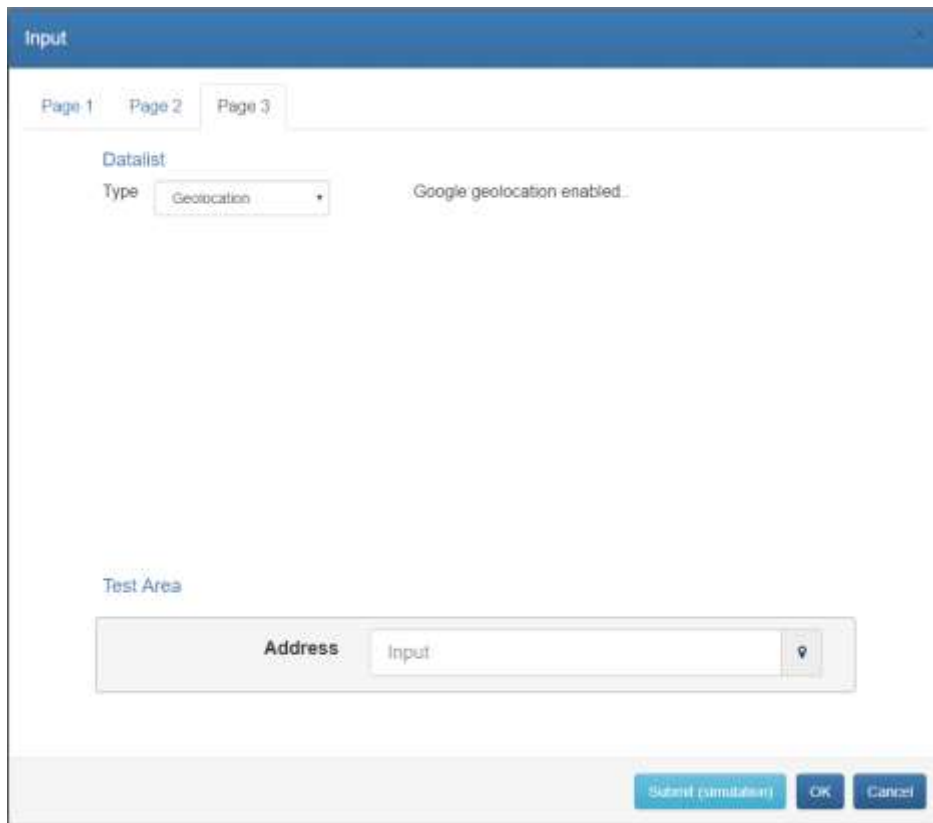 Input
Page 1 Page 2 Page 3
Datalist
Type Geolocation Google geolocation enabled..
Test Area
Address Input
Submit (simulation) OK Cancel